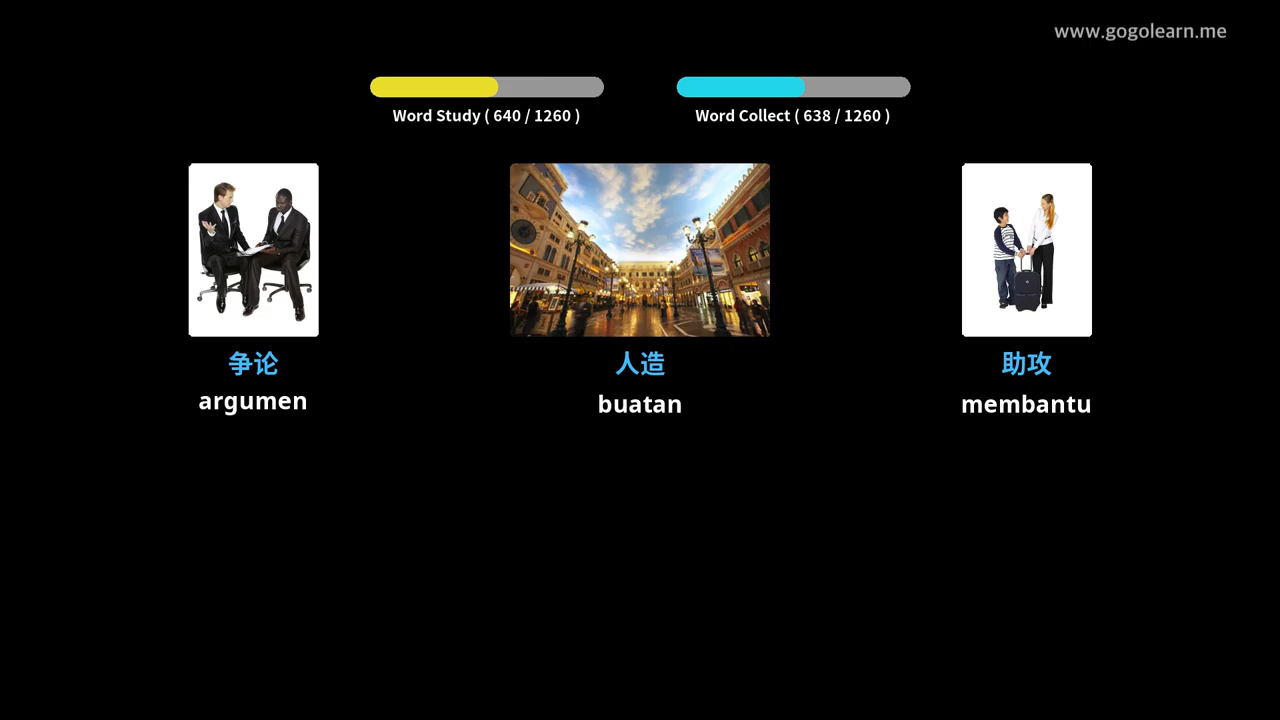 www.gogolearn.me
Word Study ( 640 / 1260 )
Word Collect ( 638 / 1260 )
争论
argumen
人造
buatan
助攻
membantu